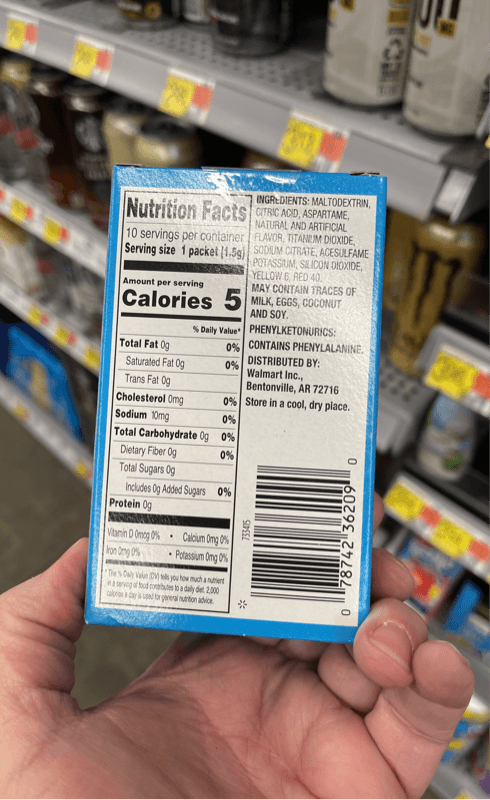 Nutrition Facts
10 servings per container
Serving size 1 packet (1.5g)
Amount per serving
Calories 5
% Daily Value*
Total Fat 0g 0%
Saturated Fat 0g 0%
Trans Fat 0g
Cholesterol 0mg 0%
Sodium 10mg 0%
Total Carbohydrate 0g 0%
Dietary Fiber 0g 0%
Total Sugars 0g
Includes 0g Added Sugars 0%
Protein 0g
Vitamin D 0mcg 0% • Calcium 0mg 0%
Iron 0mg 0% • Potassium 0mg 0%
*The % Daily Value (DV) tells you how much a nutrient
in a serving of food contributes to a daily diet. 2,000
calories a day is used for general nutrition advice.
INGREDIENTS: MALTODEXTRIN,
CITRIC ACID, ASPARTAME,
NATURAL AND ARTIFICIAL
FLAVOR, TITANIUM DIOXIDE,
SODIUM CITRATE, ACESULFAME
POTASSIUM, SILICON DIOXIDE,
YELLOW 6, RED 40.
MAY CONTAIN TRACES OF
MILK, EGGS, COCONUT
AND SOY.
PHENYLKETONURICS:
CONTAINS PHENYLALANINE.
DISTRIBUTED BY:
Walmart Inc.,
Bentonville, AR 72716
Store in a cool, dry place.
733405
0 78742 36209 0